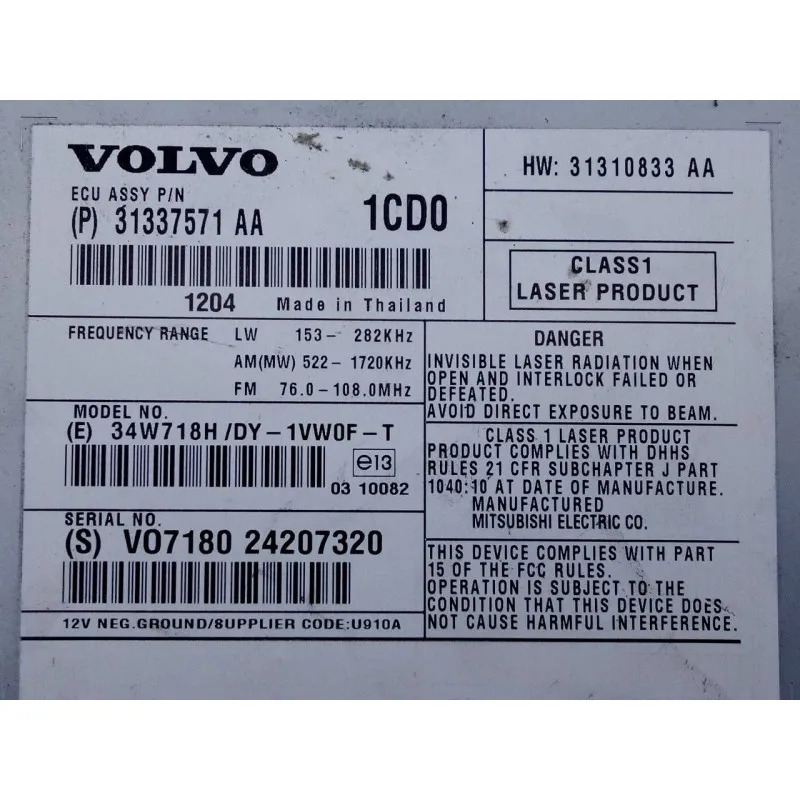 VOLVO
ECU ASSY P/N
(P) 31337571 AA
1CD0
1204 Made in Thailand
HW: 31310833 AA
CLASS1
LASER PRODUCT
FREQUENCY RANGE LW 153- 282KHz
AM(MW) 522- 1720KHz
FM 76.0-108.0MHz
DANGER
INVISIBLE LASER RADIATION WHEN
OPEN AND INTERLOCK FAILED OR
DEFEATED.
AVOID DIRECT EXPOSURE TO BEAM.
MODEL NO.
(E) 34W718H/DY-1VW0F-T
e13
03 10082
CLASS 1 LASER PRODUCT
PRODUCT COMPLIES WITH DHHS
RULES 21 CFR SUBCHAPTER J PART
1040:10 AT DATE OF MANUFACTURE.
MANUFACTURED
MITSUBISHI ELECTRIC CO.
SERIAL NO.
(S) VO7180 24207320
12V NEG.GROUND/SUPPLIER CODE:U910A
THIS DEVICE COMPLIES WITH PART
15 OF THE FCC RULES.
OPERATION IS SUBJECT TO THE
CONDITION THAT THIS DEVICE DOES
NOT CAUSE HARMFUL INTERFERENCE.